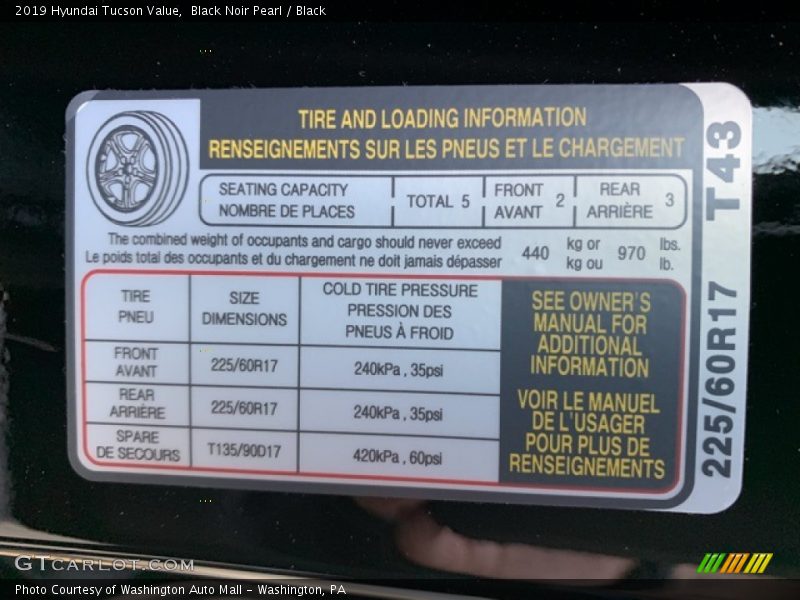 2019 Hyundai Tucson Value,  Black Noir Pearl / Black
TIRE AND LOADING INFORMATION
RENSEIGNEMENTS SUR LES PNEUS ET LE CHARGEMENT
SEATING CAPACITY
NOMBRE DE PLACES
TOTAL 5
FRONT
AVANT
2
REAR
ARRIÈRE
3
The combined weight of occupants and cargo should never exceed
Le poids total des occupants et du chargement ne doit jamais dépasser
440
kg or
kg ou
970
lbs.
lb.
TIRE
PNEU
SIZE
DIMENSIONS
COLD TIRE PRESSURE
PRESSION DES
PNEUS À FROID
FRONT
AVANT
225/60R17
240kPa , 35psi
REAR
ARRIÈRE
225/60R17
240kPa , 35psi
SPARE
DE SECOURS
T135/90D17
420kPa , 60psi
SEE OWNER'S
MANUAL FOR
ADDITIONAL
INFORMATION
VOIR LE MANUEL
DE L'USAGER
POUR PLUS DE
RENSEIGNEMENTS
225/60R17 T43
GTCARLOT.COM
Photo Courtesy of Washington Auto Mall - Washington, PA